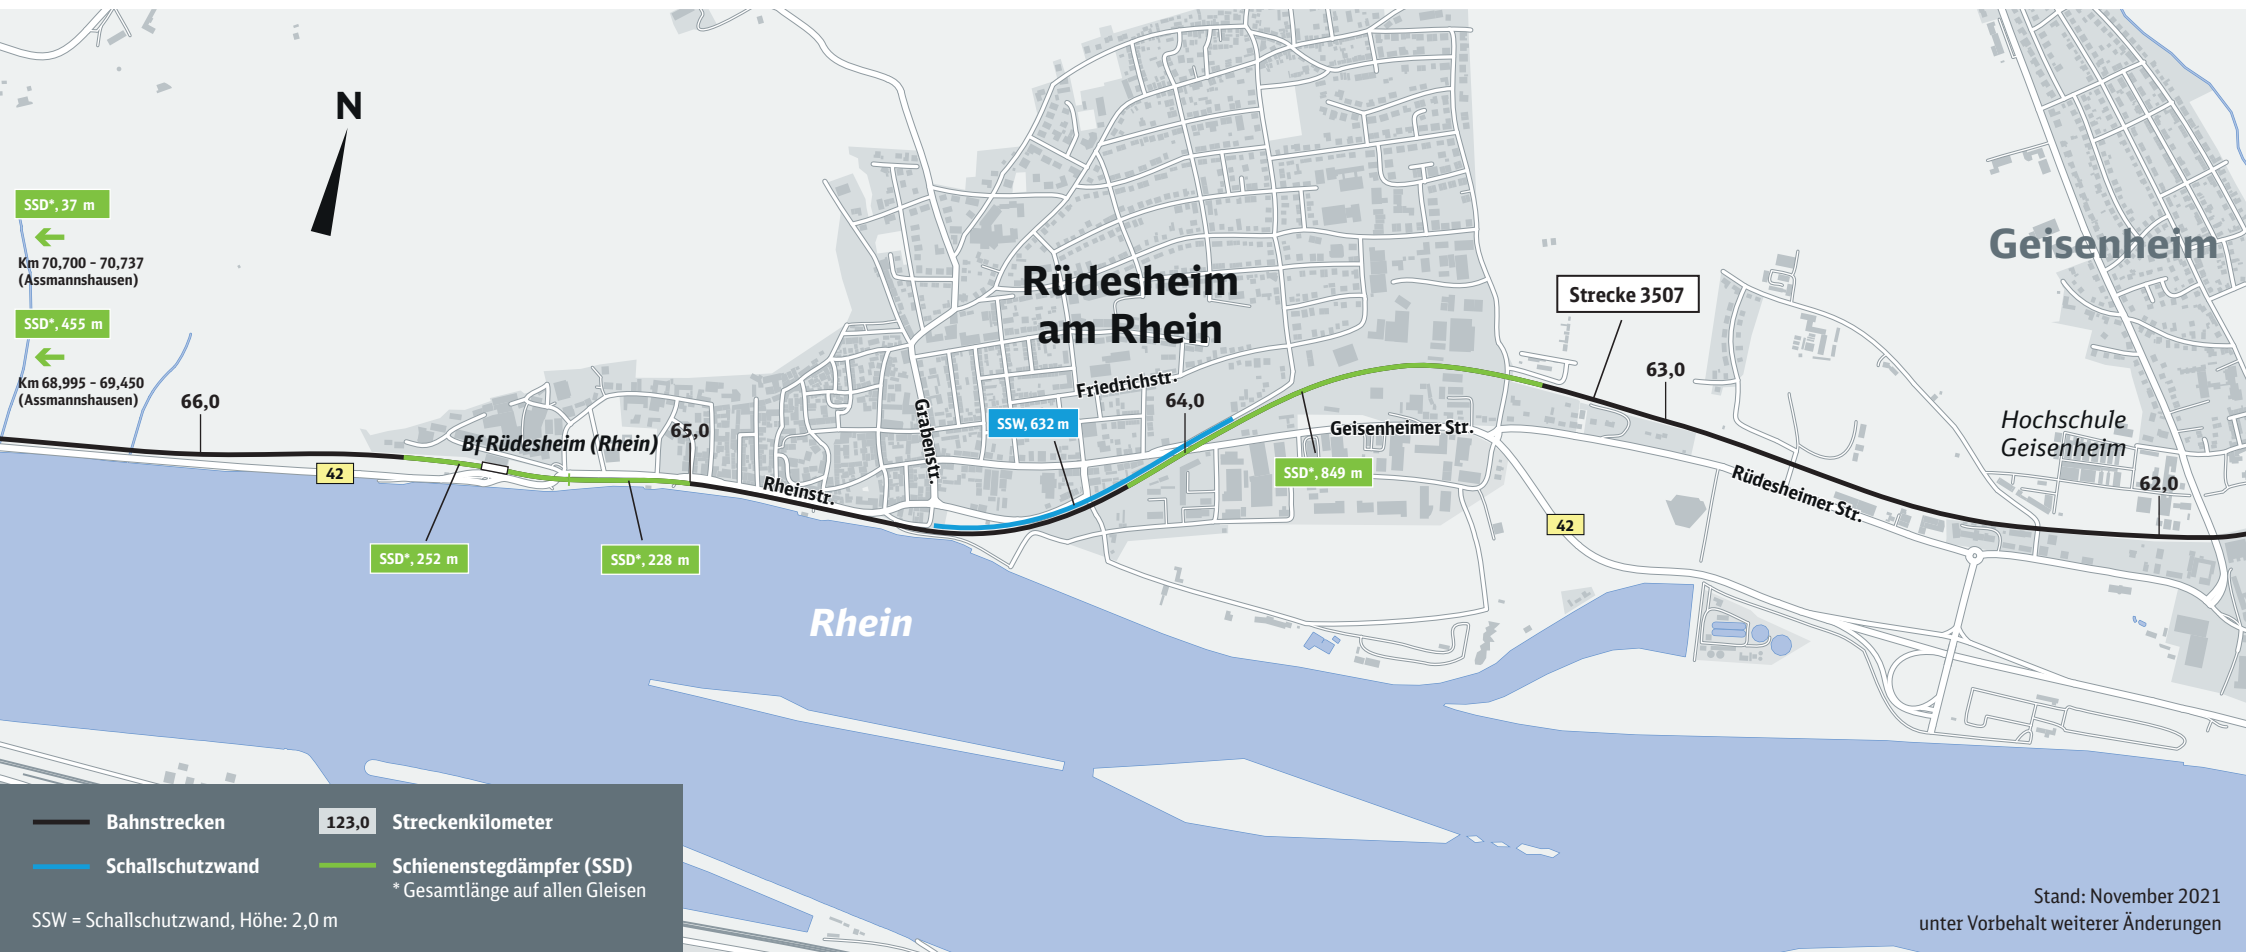 N
SSD*, 37 m
Km 70,700 - 70,737
(Assmannshausen)
SSD*, 455 m
Km 68,995 - 69,450
(Assmannshausen)
66,0
42
Bf Rüdesheim (Rhein)
65,0
SSD*, 252 m
SSD*, 228 m
Rheinstr.
Grabenstr.
Rüdesheim
am Rhein
Friedrichstr.
SSW, 632 m
64,0
Geisenheimer Str.
SSD*, 849 m
Strecke 3507
63,0
42
Rüdesheimer Str.
Geisenheim
Hochschule
Geisenheim
62,0
Rhein
Bahnstrecken
123,0 Streckenkilometer
Schallschutzwand
Schienenstegdämpfer (SSD)
* Gesamtlänge auf allen Gleisen
SSW = Schallschutzwand, Höhe: 2,0 m
Stand: November 2021
unter Vorbehalt weiterer Änderungen